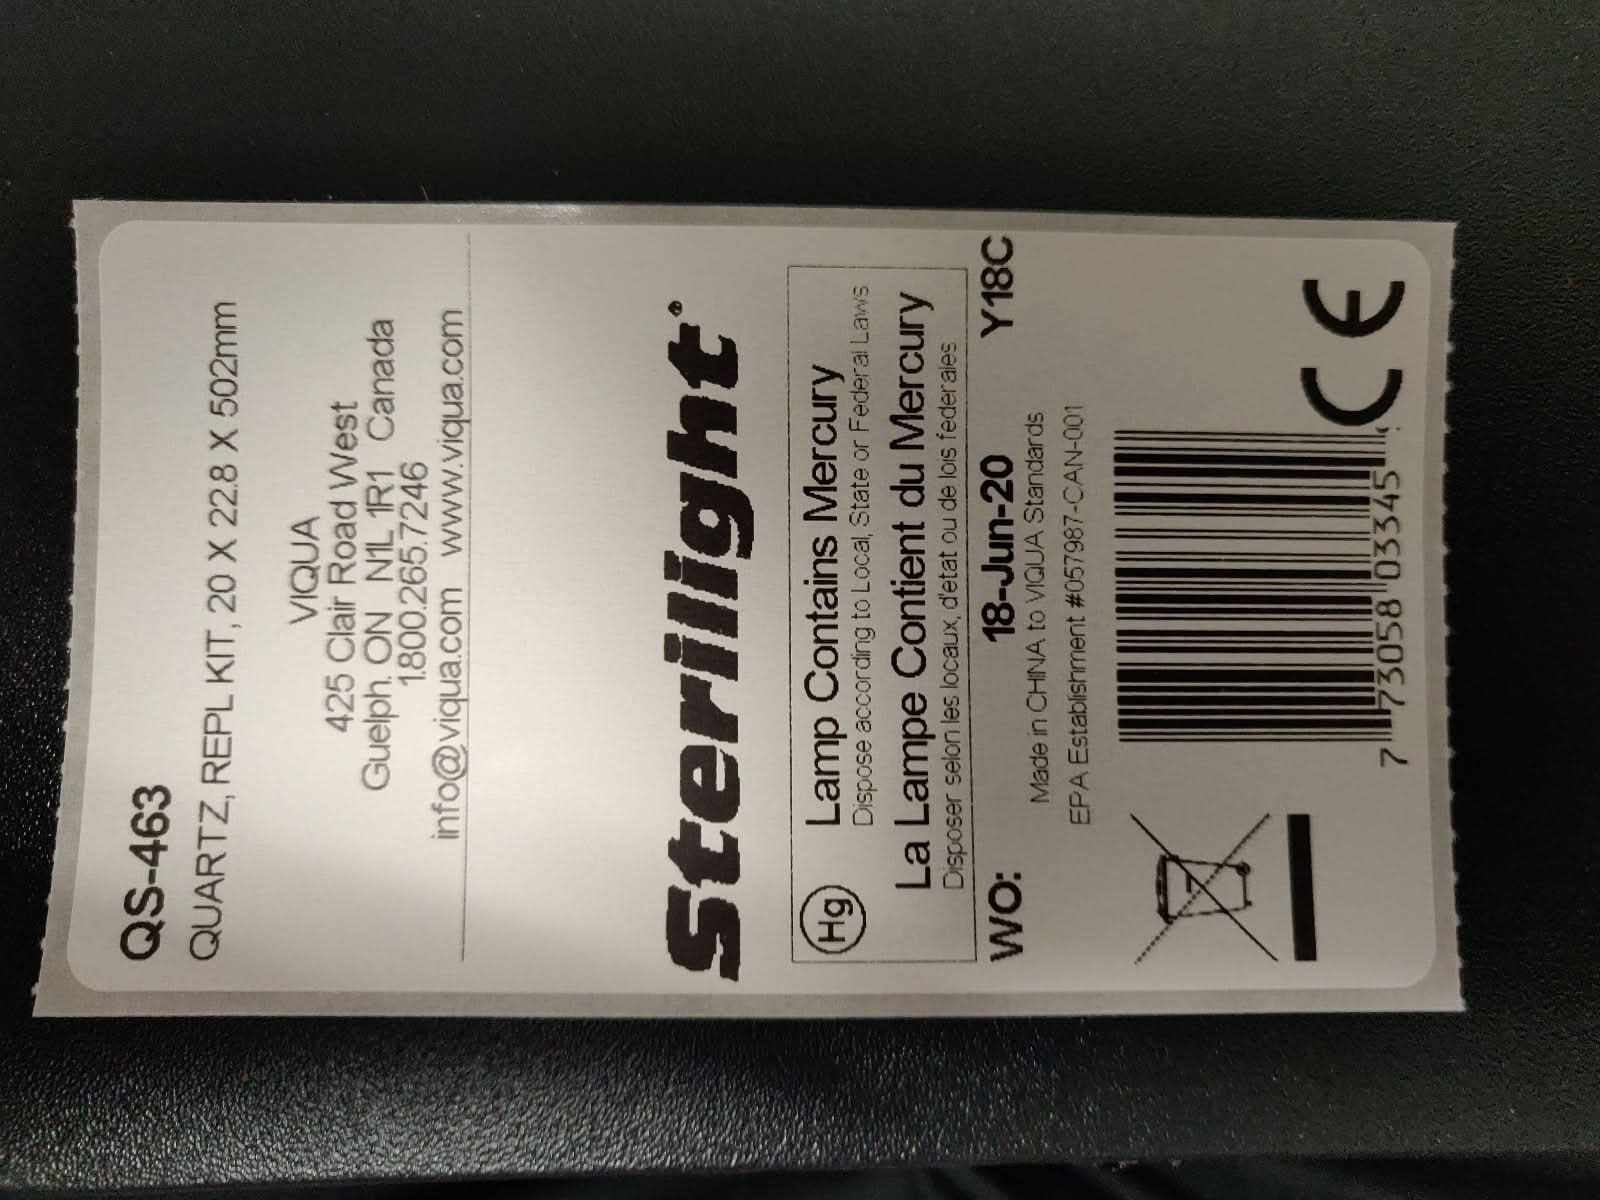 QS-463
QUARTZ, REPL KIT, 20 X 22.8 X 502mm
VIQUA
425 Clair Road West
Guelph. ON N1L 1R1 Canada
1.800.265.7246
info@viqua.com www.viqua.com
Sterilight®
Hg
Lamp Contains Mercury
Dispose according to Local, State or Federal Laws
La Lampe Contient du Mercury
Disposer selon les locaux, d'etat ou de lois federales
WO: 18-Jun-20 Y18C
Made in CHINA to VIQUA Standards
EPA Establishment #057987-CAN-001
7 73058 03345
CE